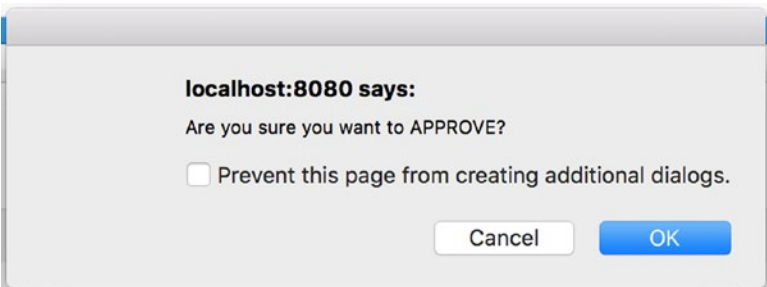 localhost:8080 says:
Are you sure you want to APPROVE?
Prevent this page from creating additional dialogs.
Cancel OK